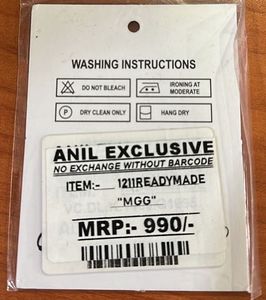 WASHING INSTRUCTIONS
DO NOT BLEACH
IRONING AT MODERATE
P DRY CLEAN ONLY
HANG DRY
ANIL EXCLUSIVE
NO EXCHANGE WITHOUT BARCODE
ITEM:- 1211READYMADE
"MGG"
MRP:- 990/-